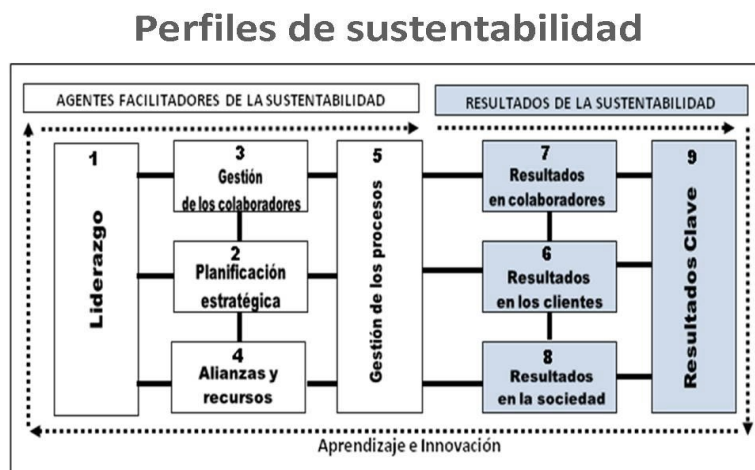 Perfiles de sustentabilidad
AGENTES FACILITADORES DE LA SUSTENTABILIDAD
RESULTADOS DE LA SUSTENTABILIDAD
1
Liderazgo
3
Gestión
de los colaboradores
2
Planificación
estratégica
4
Alianzas y
recursos
5
Gestión de los procesos
7
Resultados
en colaboradores
6
Resultados
en los clientes
8
Resultados
en la sociedad
9
Resultados Clave
Aprendizaje e Innovación